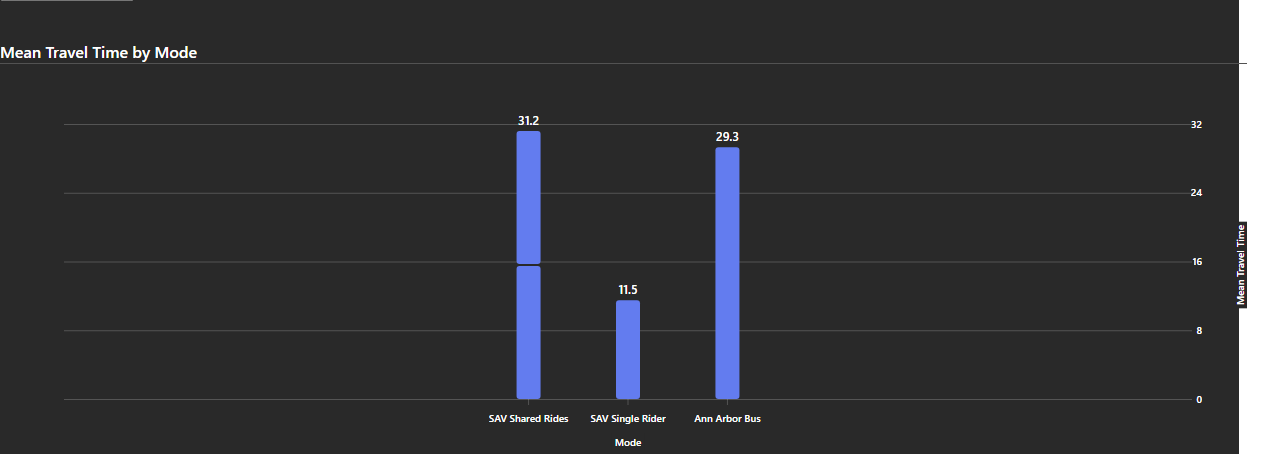 Mean Travel Time by Mode
31.2
29.3
11.5
32
24
16
8
0
Mean Travel Time
SAV Shared Rides
SAV Single Rider
Ann Arbor Bus
Mode